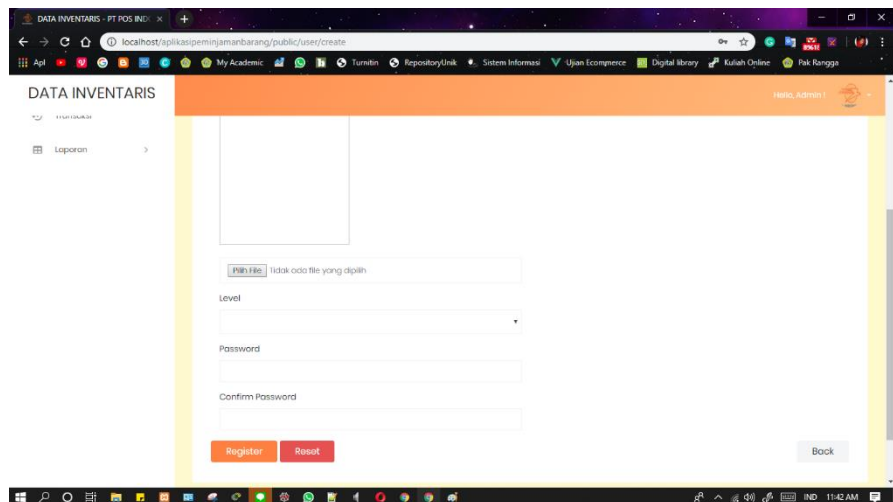 DATA INVENTARIS - PT POS IND
localhost/aplikasipeminjamanbarang/public/user/create
Apl My Academic Turnitin RepositoryUnik Sistem Informasi Ujian Ecommerce Digital library Kuliah Online Pak Rangga
DATA INVENTARIS
Hello, Admin !
Transaksi
Laporan
Pilih File Tidak ada file yang dipilih
Level
Password
Confirm Password
Register Reset Back
IND 11:42 AM